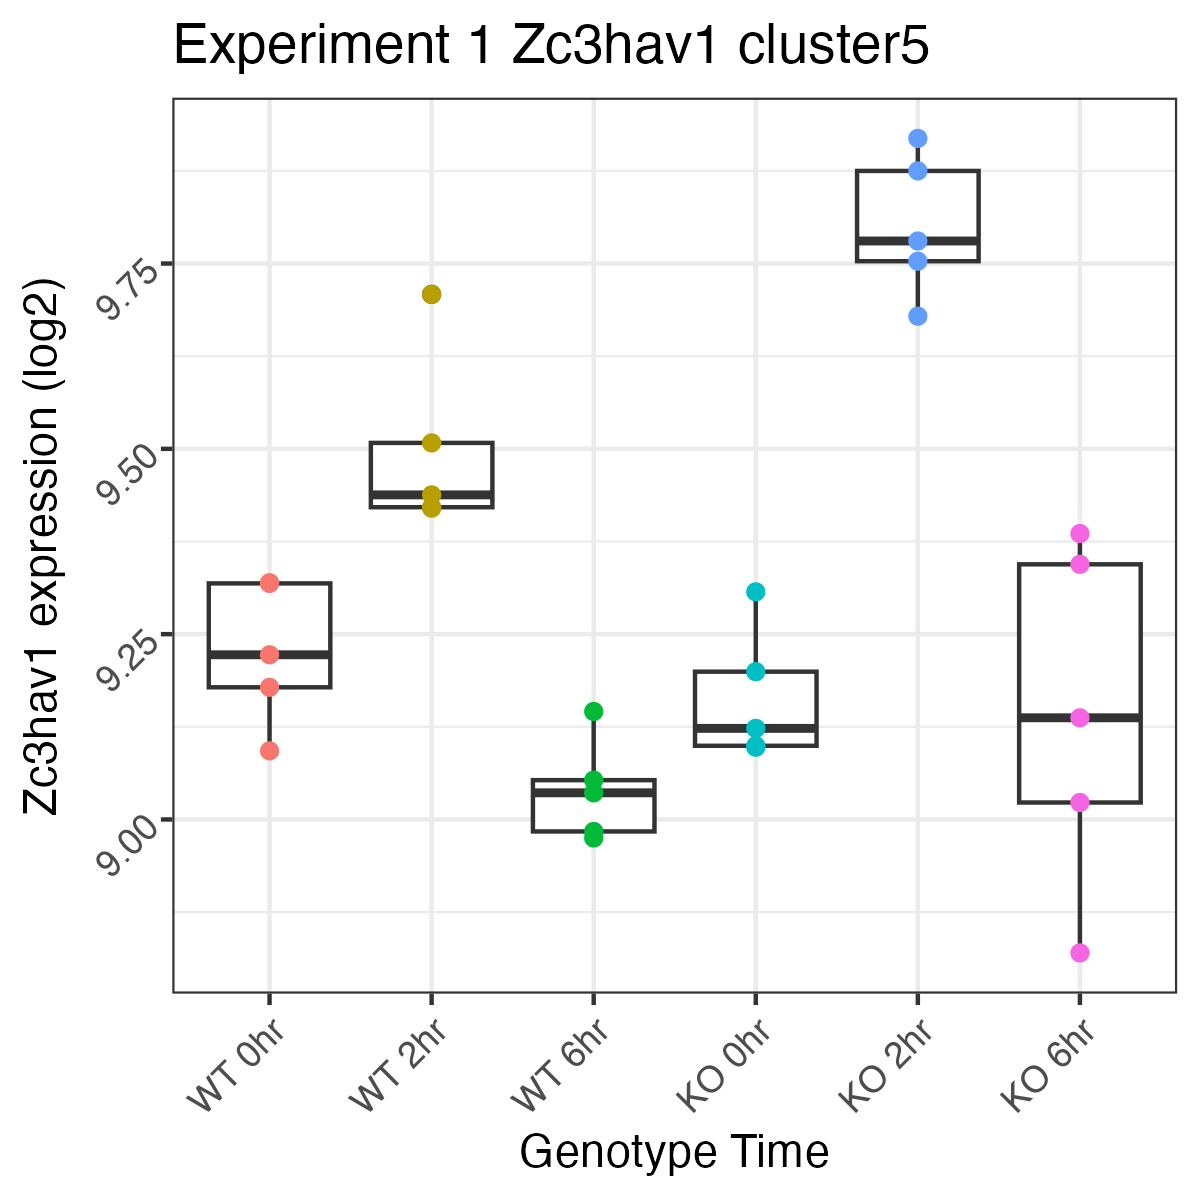 Experiment 1 Zc3hav1 cluster5
Zc3hav1 expression (log2)
9.75
9.50
9.25
9.00
WT 0hr
WT 2hr
WT 6hr
KO 0hr
KO 2hr
KO 6hr
Genotype Time